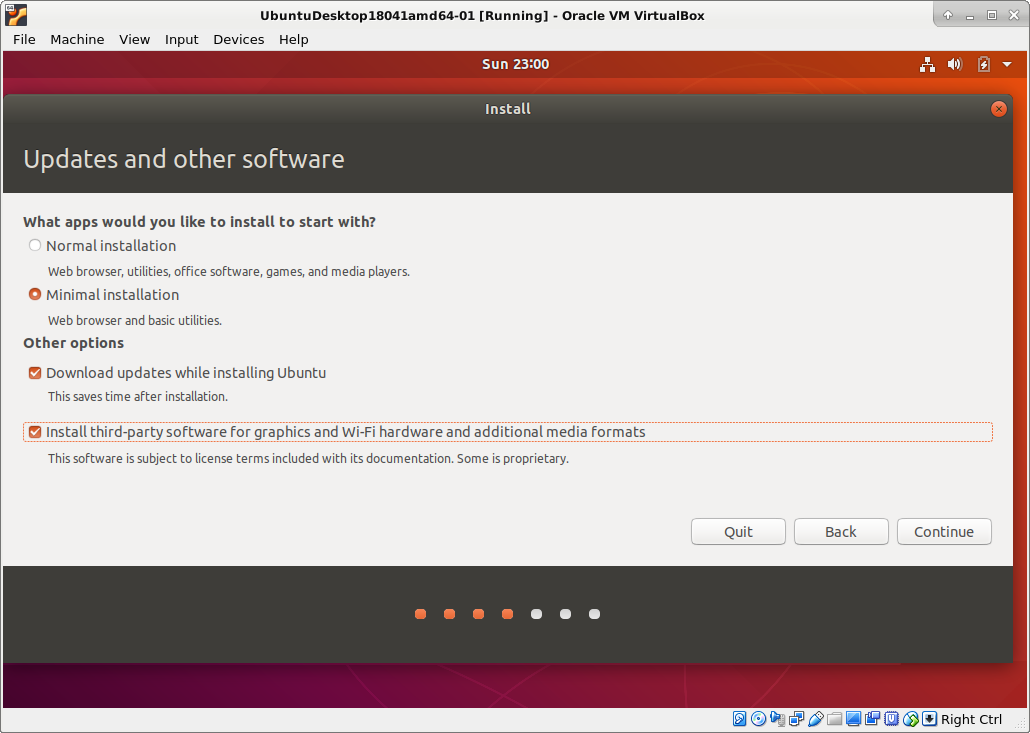 UbuntuDesktop18041amd64-01 [Running] - Oracle VM VirtualBox
File Machine View Input Devices Help
Sun 23:00
Install
Updates and other software
What apps would you like to install to start with?
Normal installation
Web browser, utilities, office software, games, and media players.
Minimal installation
Web browser and basic utilities.
Other options
Download updates while installing Ubuntu
This saves time after installation.
Install third-party software for graphics and Wi-Fi hardware and additional media formats
This software is subject to license terms included with its documentation. Some is proprietary.
Quit Back Continue
Right Ctrl